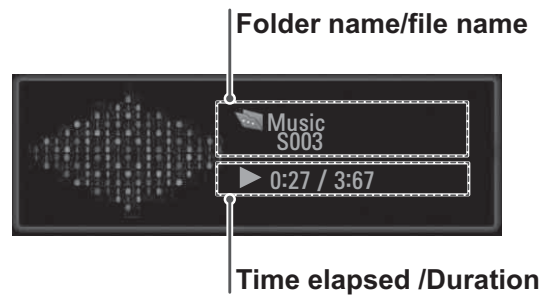 Folder name/file name
Music
S003
0:27 / 3:67
Time elapsed /Duration